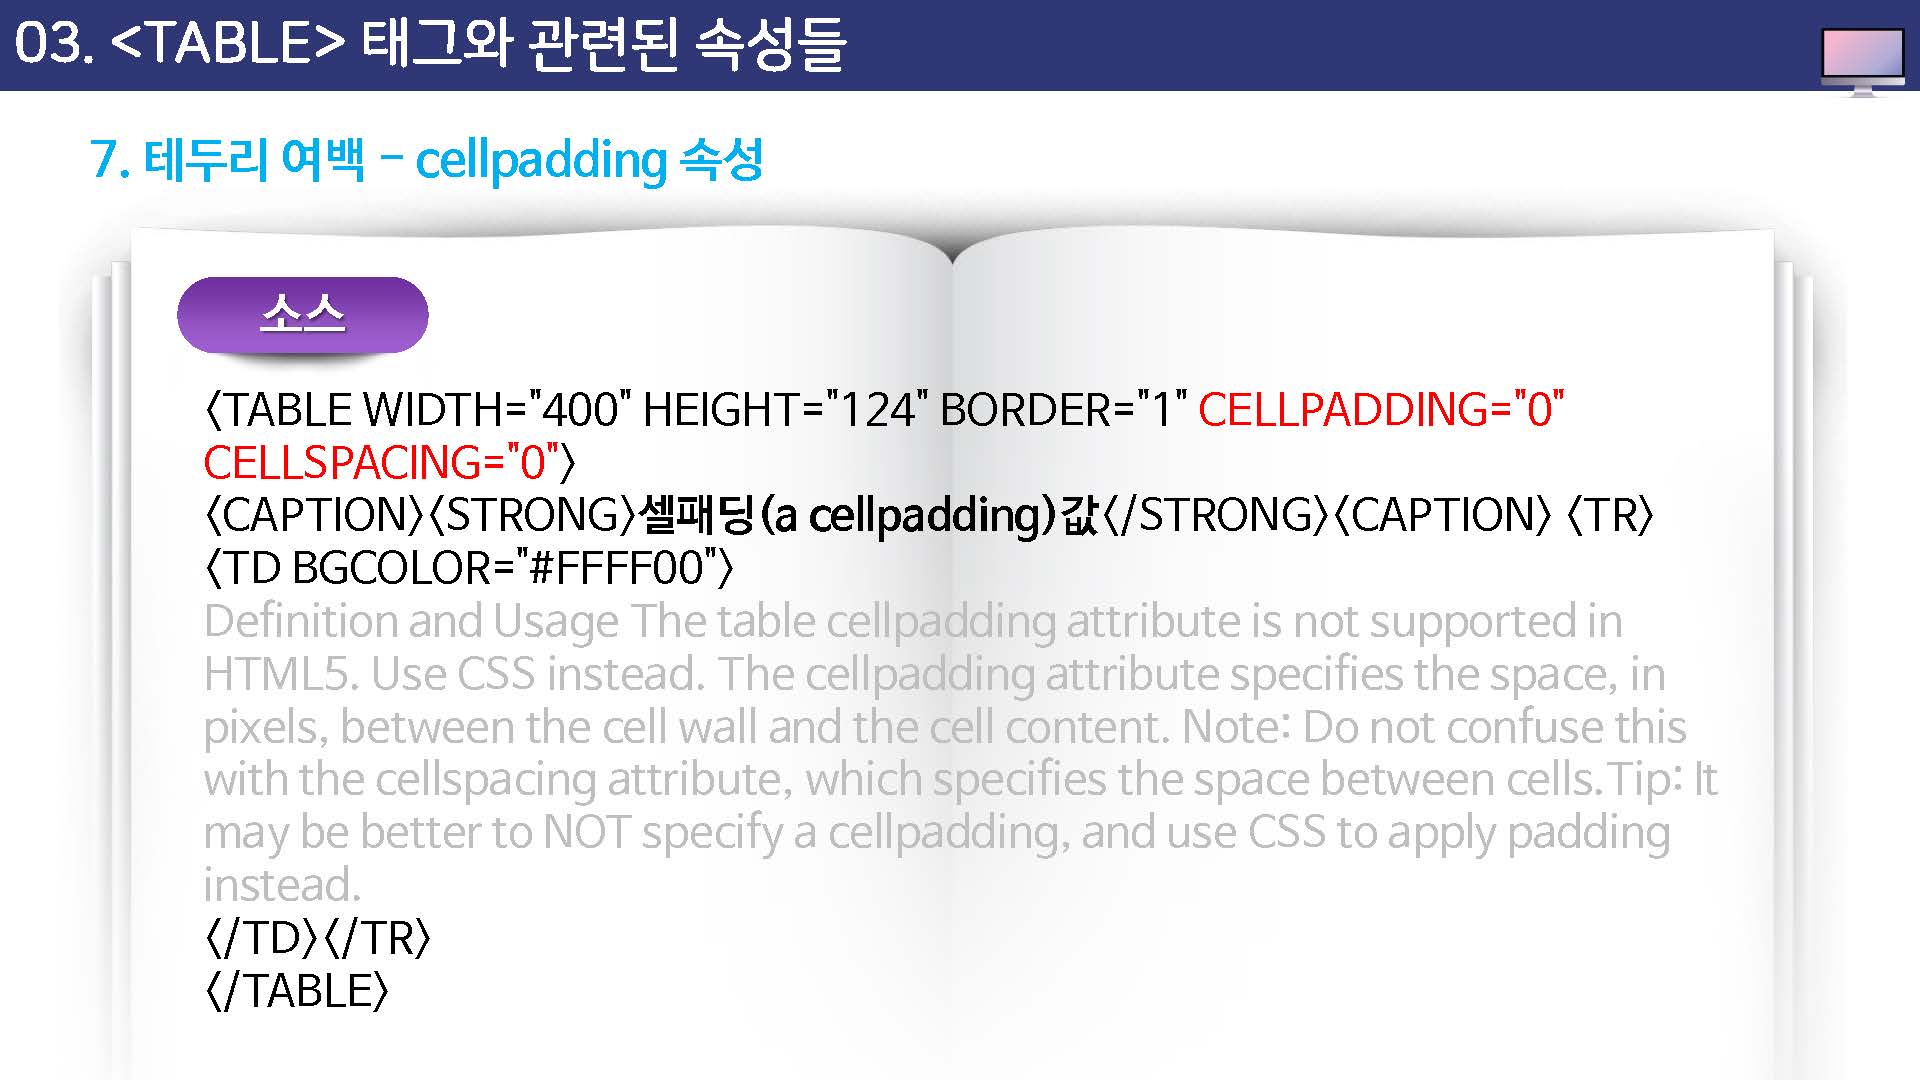 03. <TABLE> 태그와 관련된 속성들
7. 테두리 여백 – cellpadding 속성
소스
<TABLE WIDTH="400" HEIGHT="124" BORDER="1" CELLPADDING="0"
CELLSPACING="0">
<CAPTION><STRONG>셀패딩(a cellpadding)값</STRONG><CAPTION> <TR>
<TD BGCOLOR="#FFFF00">
Definition and Usage The table cellpadding attribute is not supported in
HTML5. Use CSS instead. The cellpadding attribute specifies the space, in
pixels, between the cell wall and the cell content. Note: Do not confuse this
with the cellspacing attribute, which specifies the space between cells.Tip: It
may be better to NOT specify a cellpadding, and use CSS to apply padding
instead.
</TD></TR>
</TABLE>